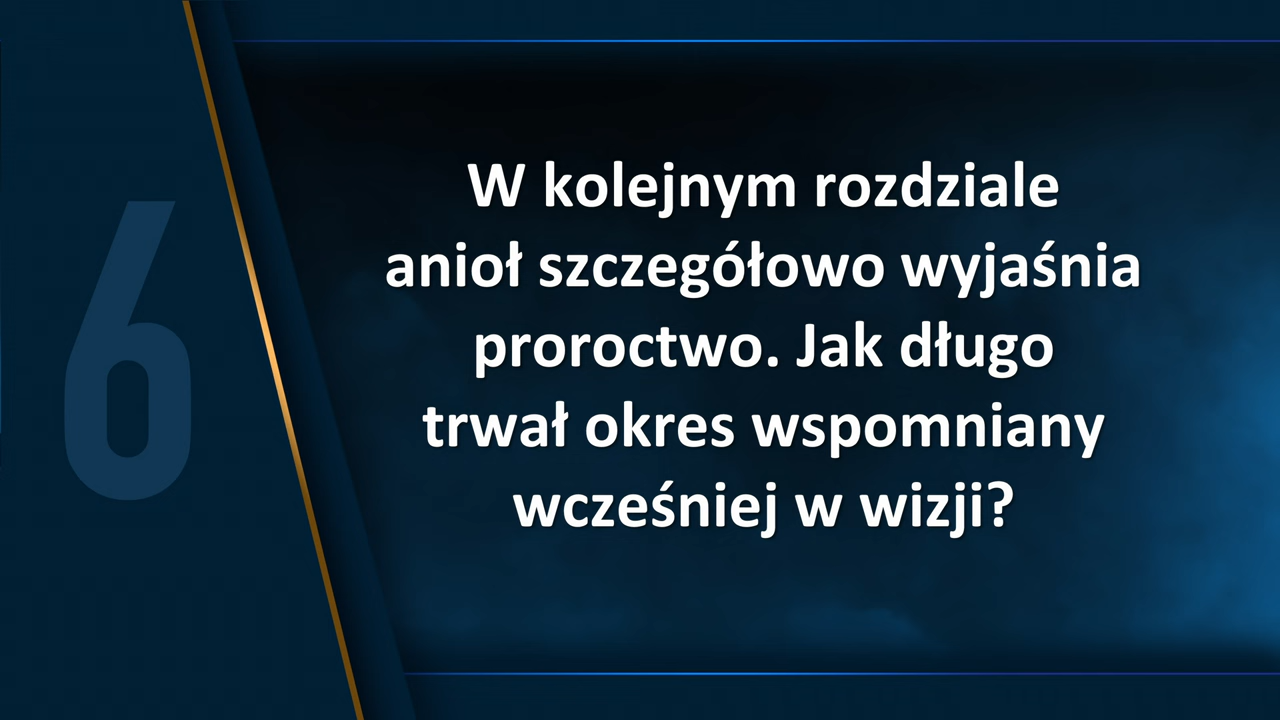 6
W kolejnym rozdziale
anioł szczegółowo wyjaśnia
proroctwo. Jak długo
trwał okres wspomniany
wcześniej w wizji?